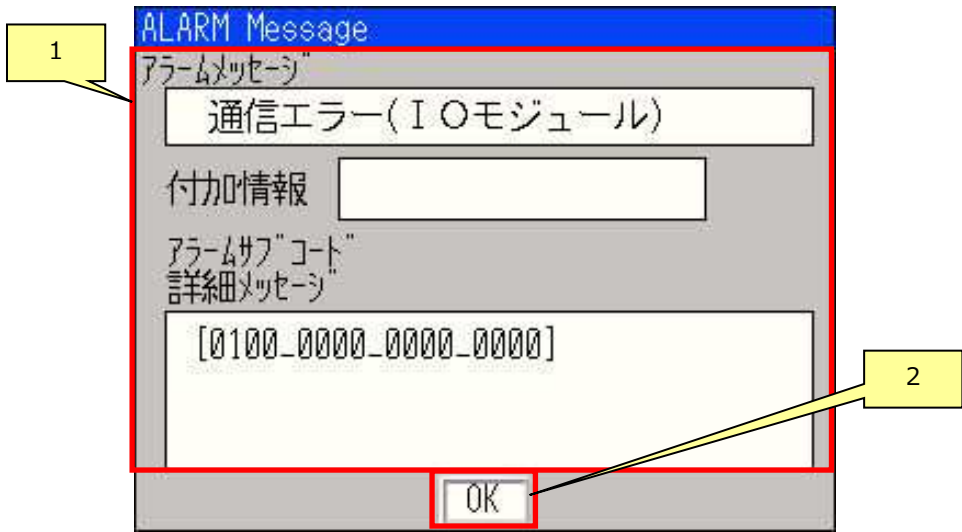 ALARM Message
1
アラームメッセージ
通信エラー(ＩＯモジュール)
付加情報
アラームサブコード
詳細メッセージ
[0100_0000_0000_0000]
2
OK